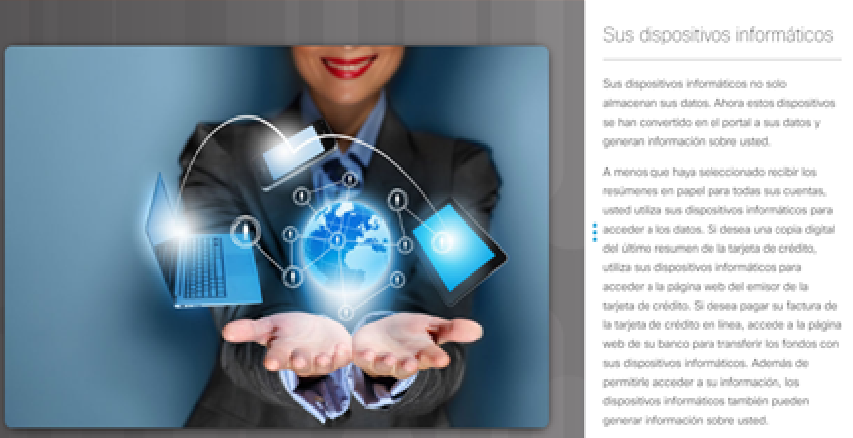 Sus dispositivos informáticos
Sus dispositivos informáticos no solo
almacenan sus datos. Ahora estos dispositivos
se han convertido en el portal a sus datos y
generan información sobre usted.
A menos que haya seleccionado recibir los
resúmenes en papel para todas sus cuentas,
usted utiliza sus dispositivos informáticos para
acceder a los datos. Si desea una copia digital
del último resumen de la tarjeta de crédito,
utiliza sus dispositivos informáticos para
acceder a la página web del emisor de la
tarjeta de crédito. Si desea pagar su factura de
la tarjeta de crédito en línea, accede a la página
web de su banco para transferir los fondos con
sus dispositivos informáticos. Además de
permitirle acceder a su información, los
dispositivos informáticos también pueden
generar información sobre usted.